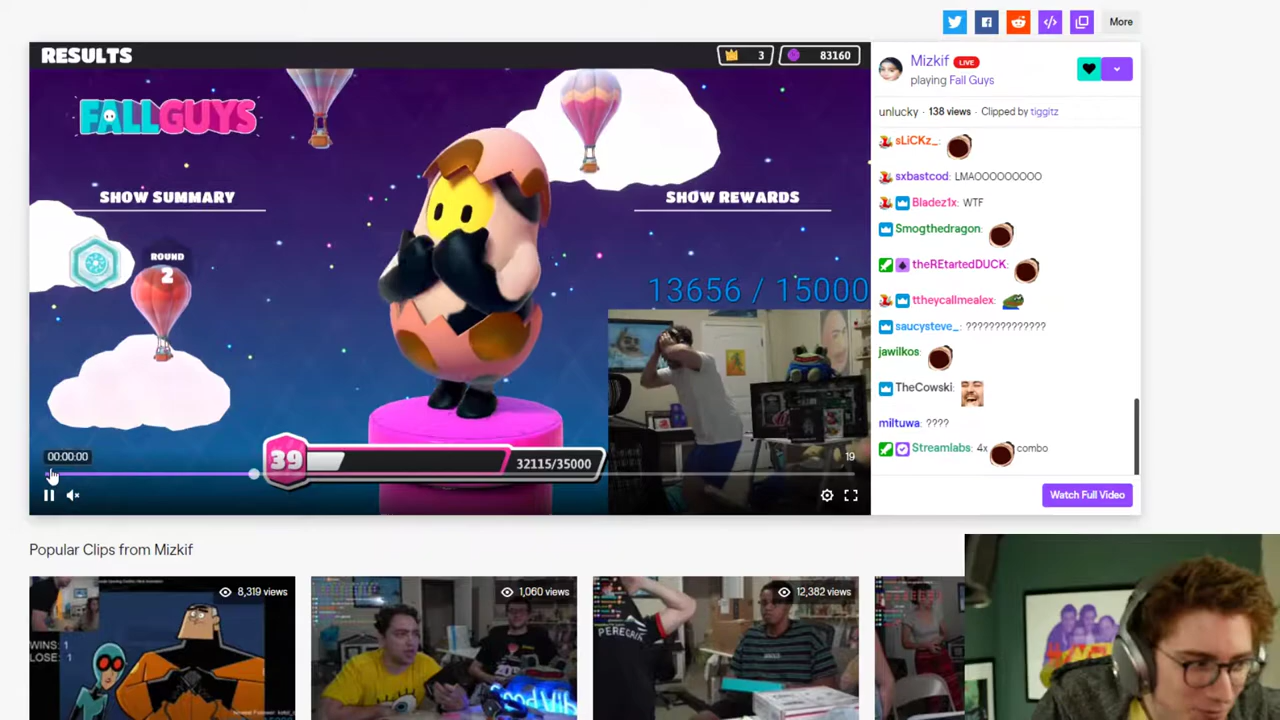 More
RESULTS
3
83160
Mizkif LIVE
playing Fall Guys
FALLGUYS
unlucky · 138 views · Clipped by tiggitz
sLiCKz_:
sxbastcod: LMAOOOOOOOOO
SHOW SUMMARY
SHOW REWARDS
Bladez1x: WTF
Smogthedragon:
ROUND
2
theREtartedDUCK:
13656 / 15000
ttheycallmealex:
saucysteve_: ??????????????
jawilkos:
TheCowski:
miltuwa: ????
Streamlabs: 4x combo
00:00:00
39
32115/35000
19
Watch Full Video
Popular Clips from Mizkif
8,319 views
1,060 views
12,382 views
WINS: 1
LOSE: 1